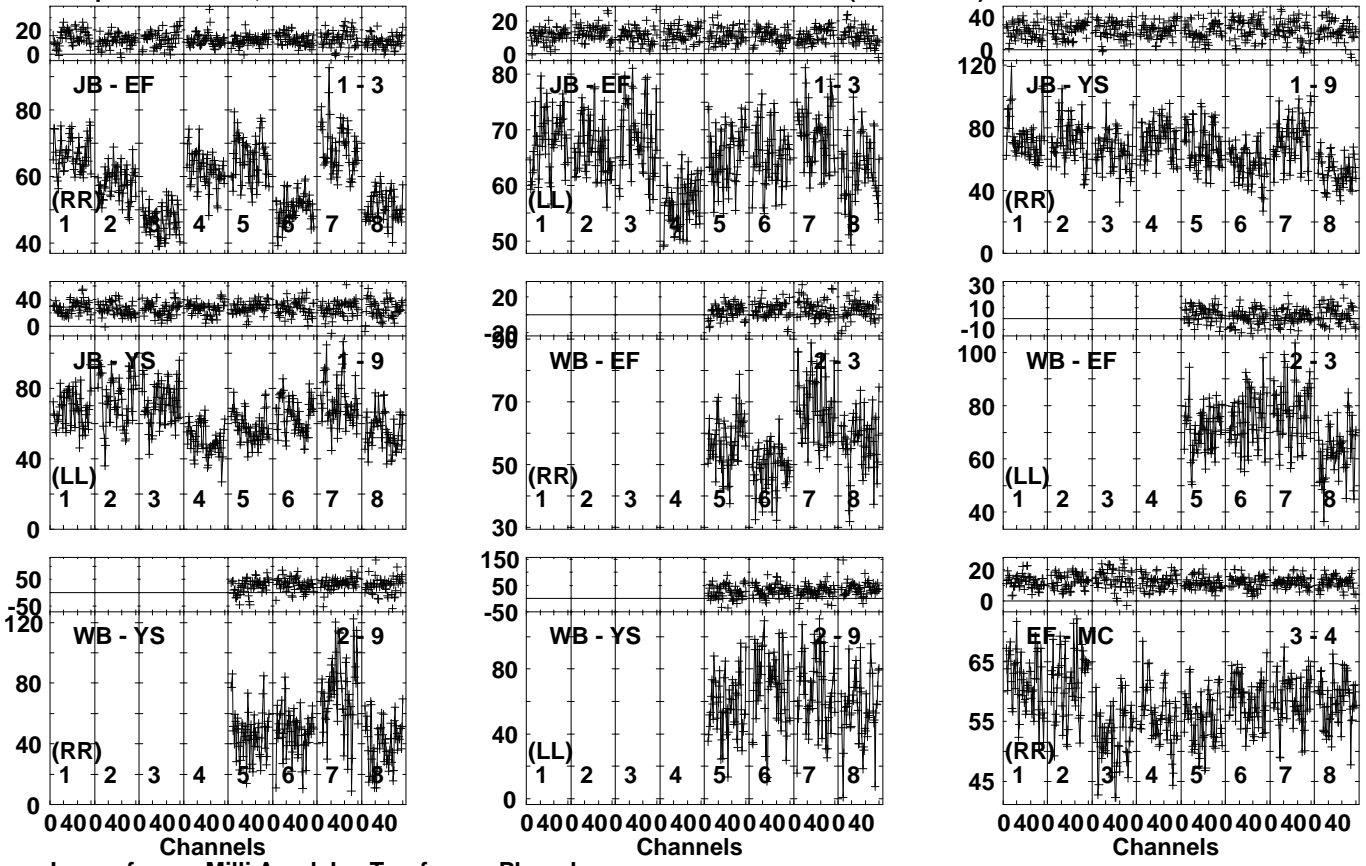 20 0 JB - EF 1 - 3 80 60 40 (RR) 1 2 3 4 5 6 7 8
20 0 JB - EF 1 - 3 80 70 60 50 (LL) 1 2 3 4 5 6 7 8
40 0 JB - YS 1 - 9 120 80 40 0 (RR) 1 2 3 4 5 6 7 8
40 0 JB - YS 1 - 9 80 40 0 (LL) 1 2 3 4 5 6 7 8
20 -20 WB - EF 2 - 3 90 70 50 30 (RR) 1 2 3 4 5 6 7 8
30 10 -10 WB - EF 2 - 3 100 80 60 40 (LL) 1 2 3 4 5 6 7 8
50 -50 WB - YS 2 - 9 120 80 40 0 (RR) 1 2 3 4 5 6 7 8
150 50 -50 WB - YS 2 - 9 80 40 0 (LL) 1 2 3 4 5 6 7 8
20 0 EF - MC 3 - 4 65 55 45 (RR) 1 2 3 4 5 6 7 8
0 40 0 40 0 40 0 40 0 40 0 40 0 40 0 40
0 40 0 40 0 40 0 40 0 40 0 40 0 40 0 40
0 40 0 40 0 40 0 40 0 40 0 40 0 40 0 40
Channels
Channels
Channels